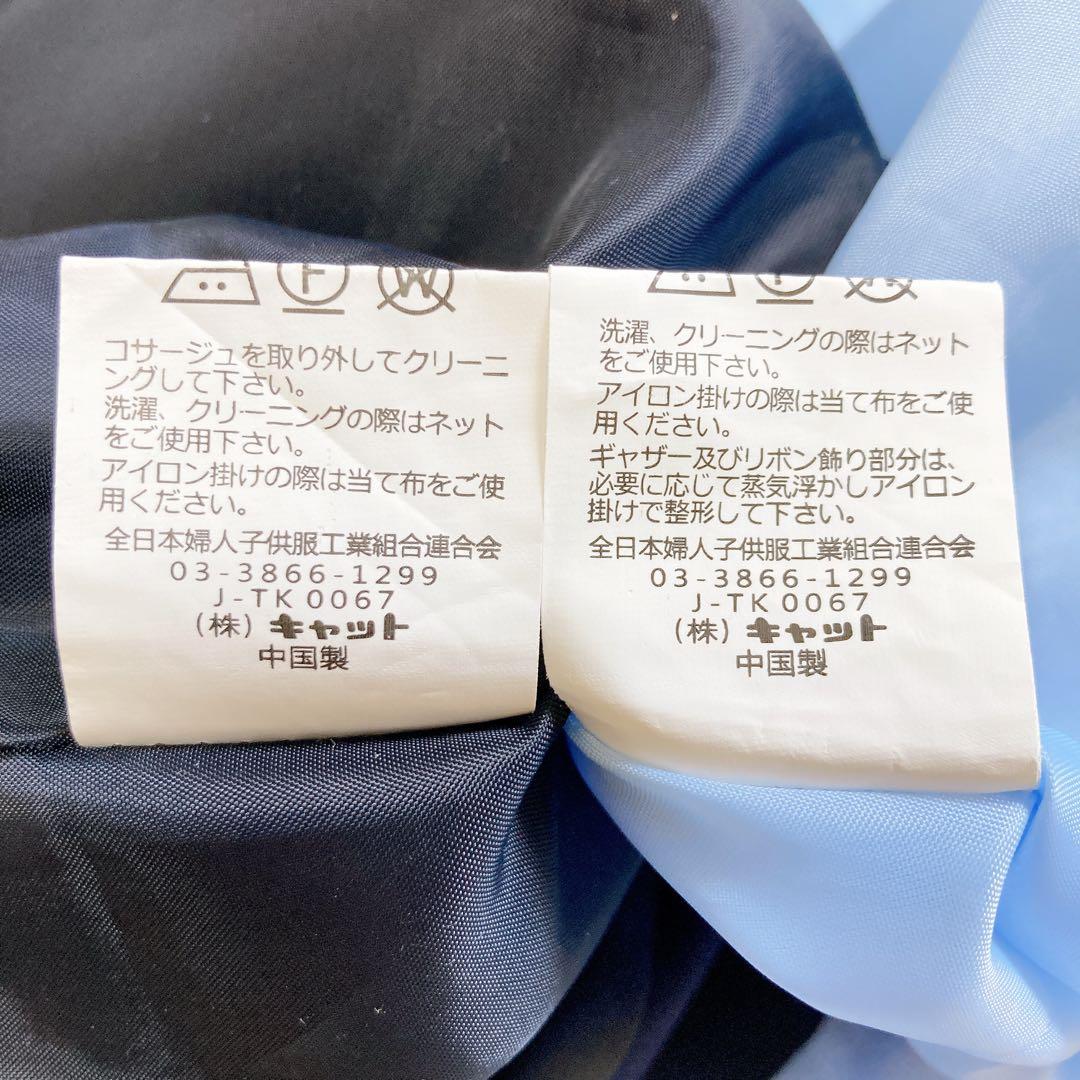 F
W
コサージュを取り外してクリーニ
ングして下さい。
洗濯、クリーニングの際はネット
をご使用下さい。
アイロン掛けの際は当て布をご使
用ください。
全日本婦人子供服工業組合連合会
03-3866-1299
J-TK0067
(株) キャット
中国製
洗濯、クリーニングの際はネット
をご使用下さい。
アイロン掛けの際は当て布をご使
用ください。
ギャザー及びリボン飾り部分は、
必要に応じて蒸気浮かしアイロン
掛けで整形して下さい。
全日本婦人子供服工業組合連合会
03-3866-1299
J-TK0067
(株) キャット
中国製